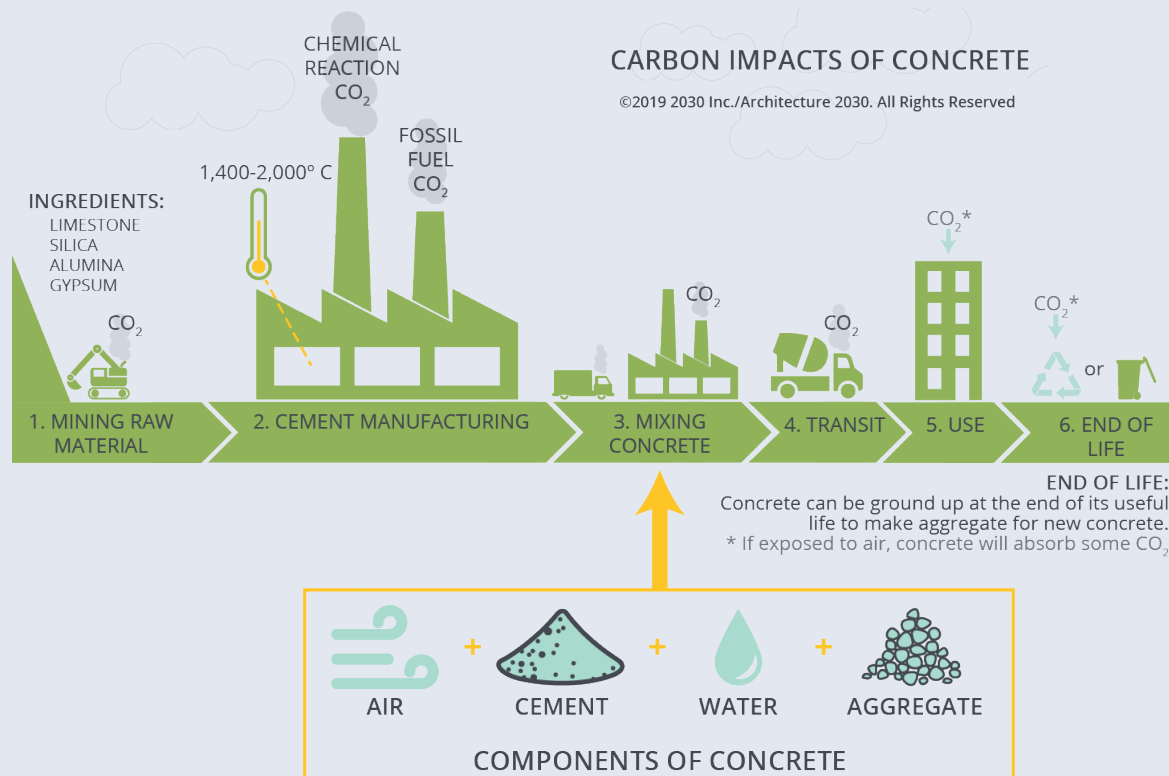 CARBON IMPACTS OF CONCRETE
©2019 2030 Inc./Architecture 2030. All Rights Reserved
CHEMICAL
REACTION
CO₂
FOSSIL
FUEL
CO₂
1,400-2,000° C
INGREDIENTS:
LIMESTONE
SILICA
ALUMINA
GYPSUM
CO₂
CO₂
CO₂
CO₂*
CO₂*
or
1. MINING RAW
MATERIAL
2. CEMENT MANUFACTURING
3. MIXING
CONCRETE
4. TRANSIT
5. USE
6. END OF
LIFE
END OF LIFE:
Concrete can be ground up at the end of its useful
life to make aggregate for new concrete.
* If exposed to air, concrete will absorb some CO₂
+
+
+
AIR
CEMENT
WATER
AGGREGATE
COMPONENTS OF CONCRETE